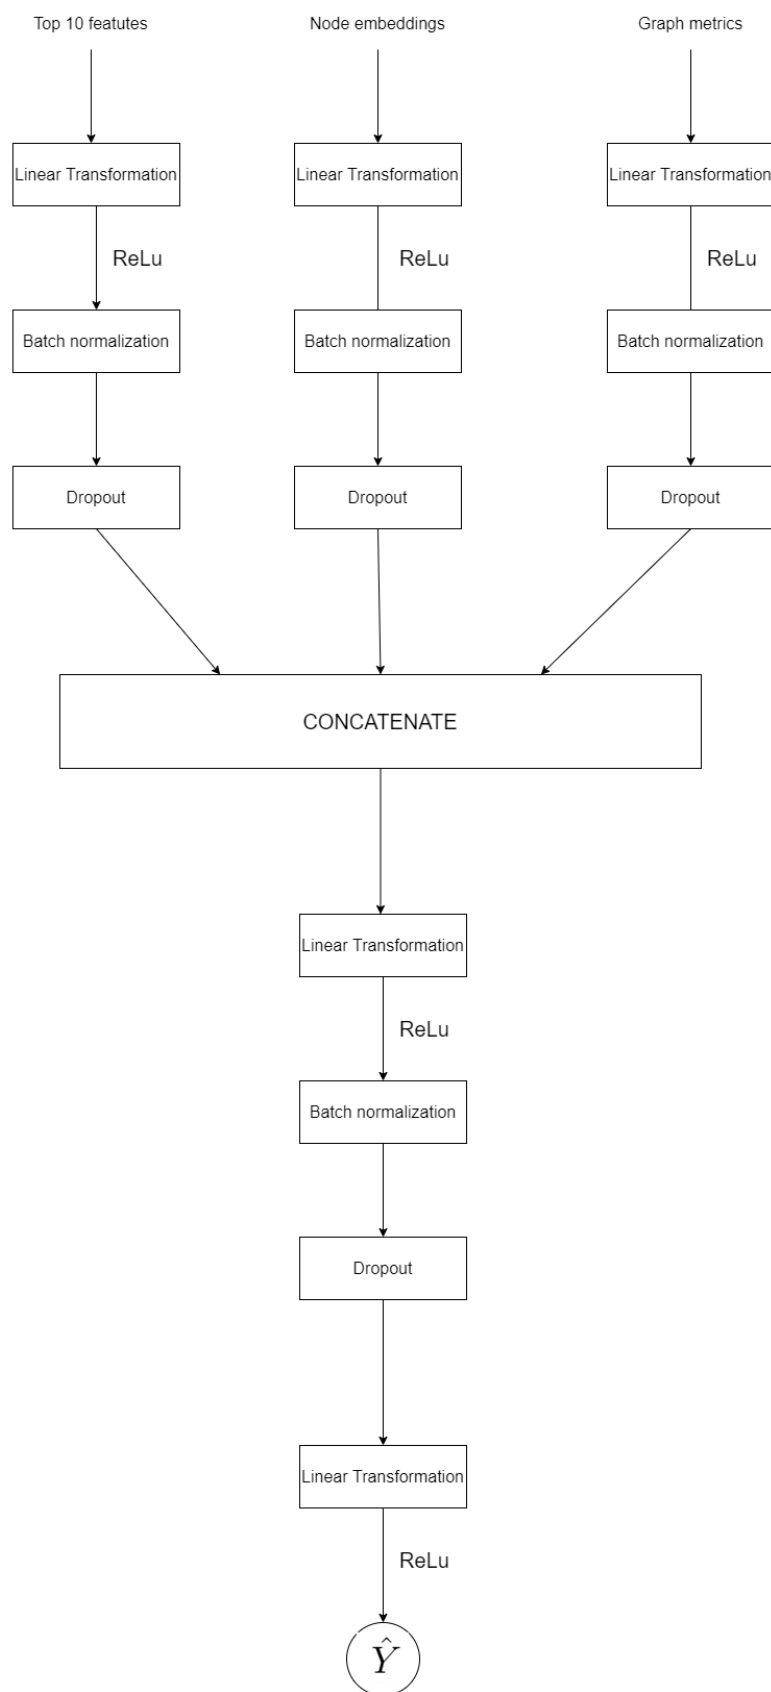 Top 10 featutes
Node embeddings
Graph metrics
Linear Transformation
Linear Transformation
Linear Transformation
ReLu
ReLu
ReLu
Batch normalization
Batch normalization
Batch normalization
Dropout
Dropout
Dropout
CONCATENATE
Linear Transformation
ReLu
Batch normalization
Dropout
Linear Transformation
ReLu
Ŷ